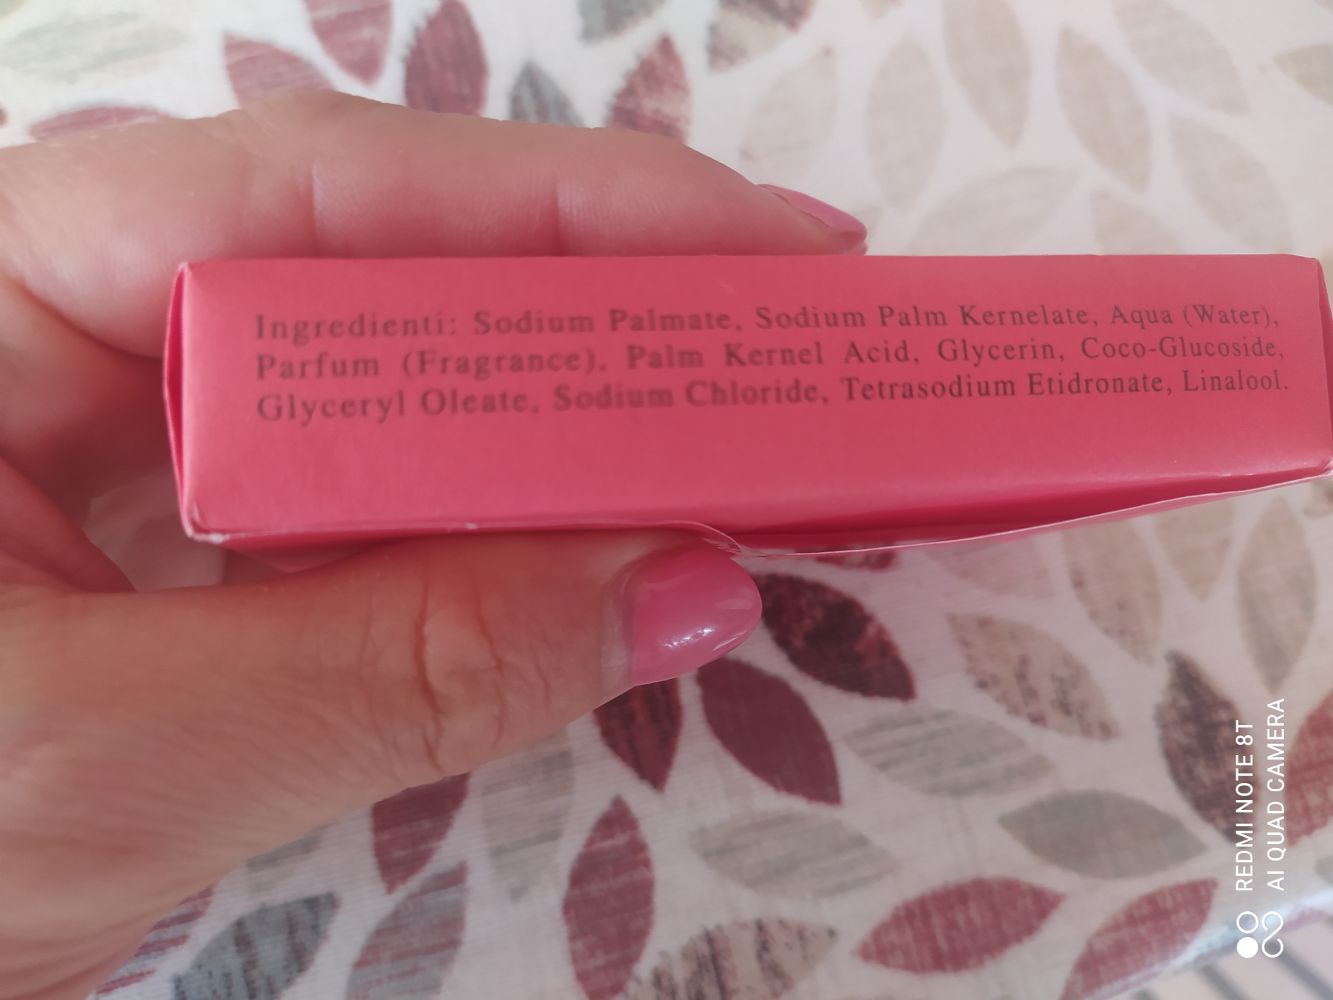 Ingredienti: Sodium Palmate, Sodium Palm Kernelate, Aqua (Water),
Parfum (Fragrance), Palm Kernel Acid, Glycerin, Coco-Glucoside,
Glyceryl Oleate, Sodium Chloride, Tetrasodium Etidronate, Linalool.
REDMI NOTE 8T
AI QUAD CAMERA